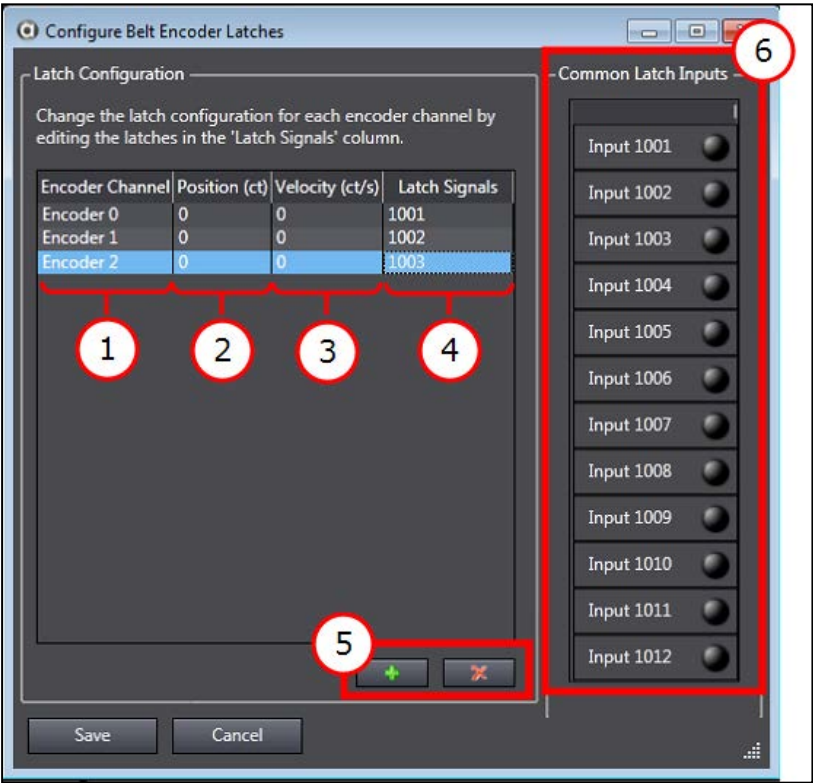 Configure Belt Encoder Latches
6
Latch Configuration
Change the latch configuration for each encoder channel by
editing the latches in the 'Latch Signals' column.
Encoder Channel Position (ct) Velocity (ct/s) Latch Signals
Encoder 0 0 0 1001
Encoder 1 0 0 1002
Encoder 2 0 0 1003
1 2 3 4
5
Save Cancel
Common Latch Inputs
Input 1001
Input 1002
Input 1003
Input 1004
Input 1005
Input 1006
Input 1007
Input 1008
Input 1009
Input 1010
Input 1011
Input 1012